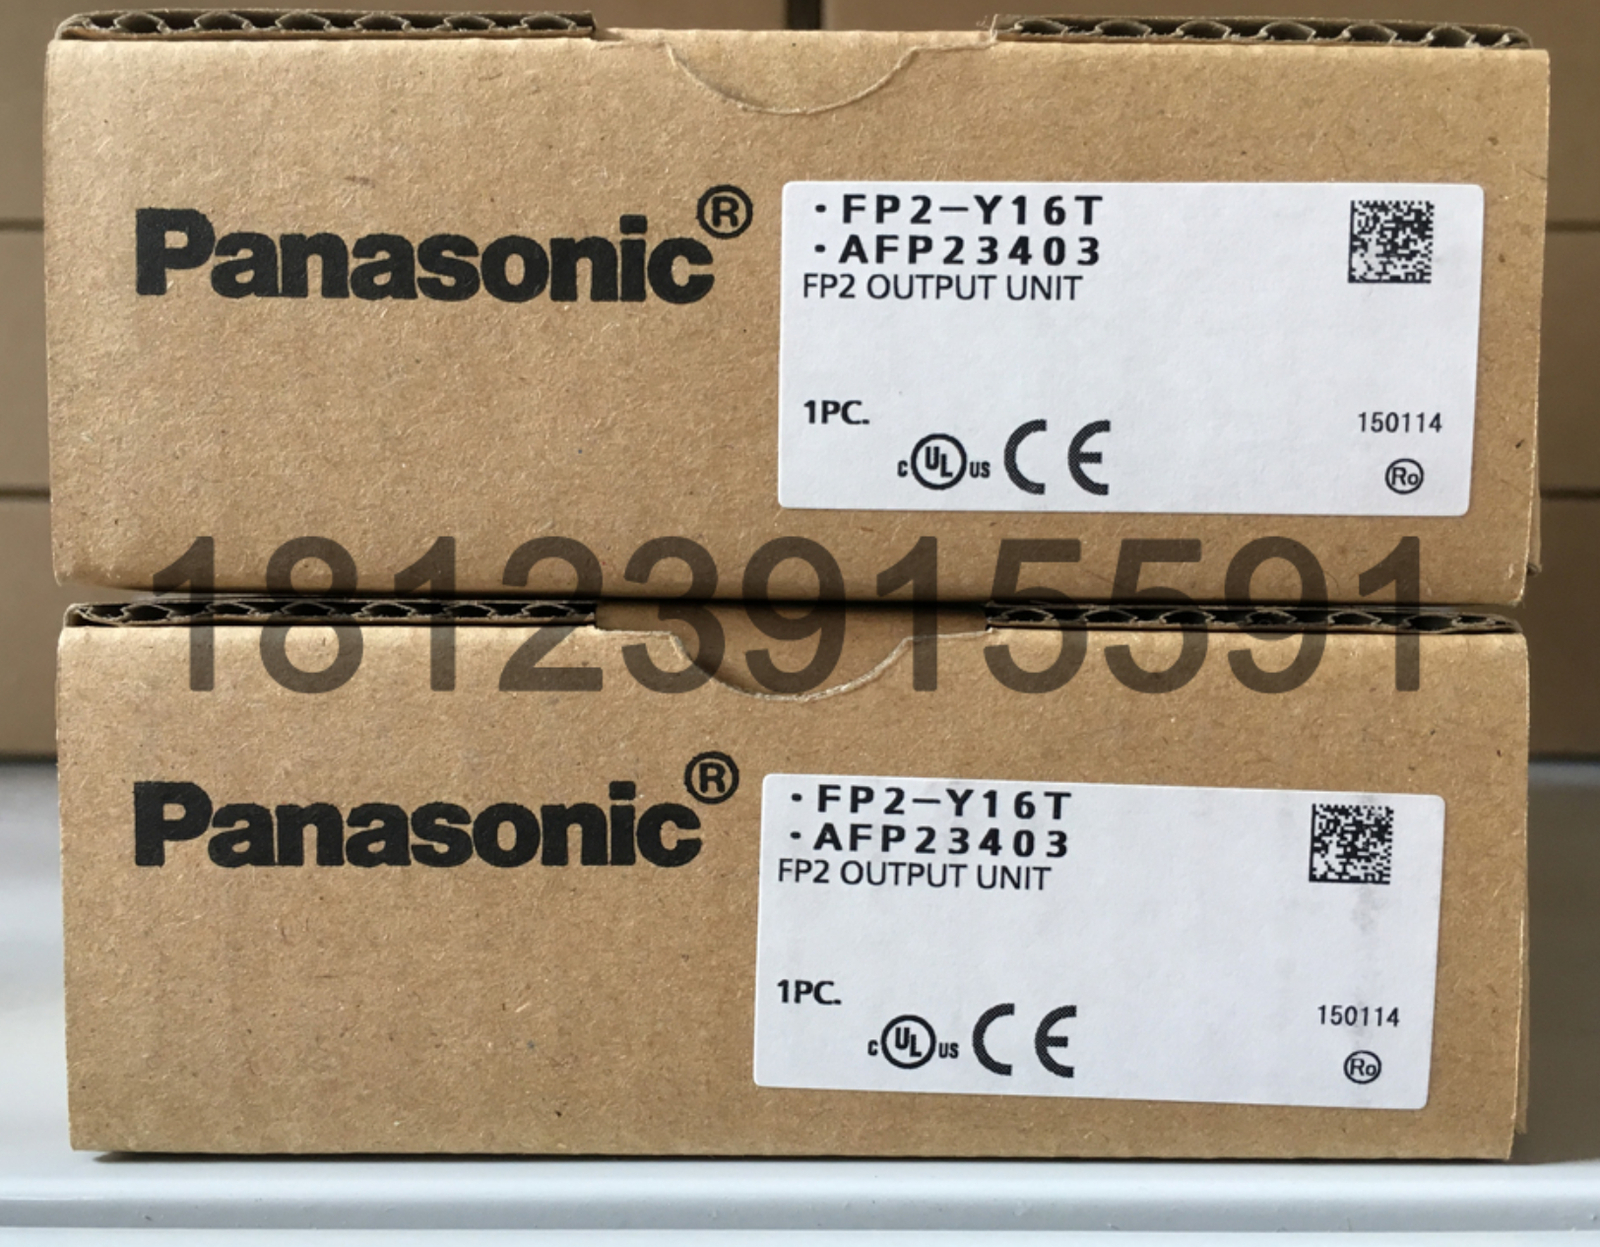 Panasonic®
·FP2-Y16T
·AFP23403
FP2 OUTPUT UNIT
1PC.
150114
c UL us CE
Ro
18123915591
Panasonic®
·FP2-Y16T
·AFP23403
FP2 OUTPUT UNIT
1PC.
150114
c UL us CE
Ro